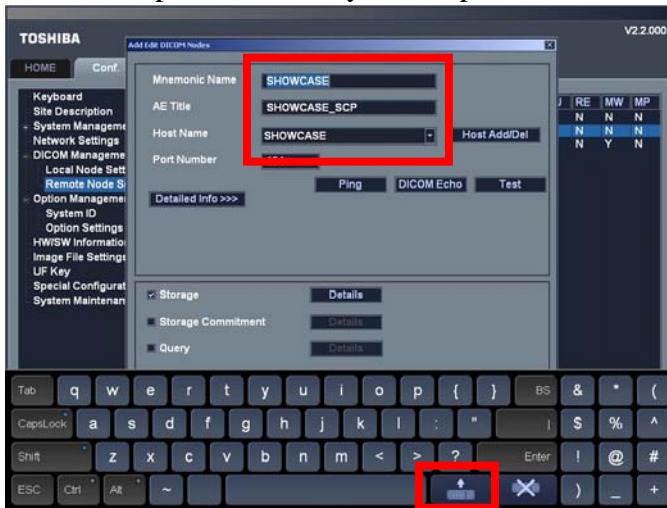 TOSHIBA
V2.2.000
Add Edit DICOM Nodes
HOME
Conf.
Mnemonic Name SHOWCASE
AE Title SHOWCASE_SCP
Host Name SHOWCASE Host Add/Del
Port Number
Ping DICOM Echo Test
Detailed Info >>>
Keyboard
Site Description
System Manageme
Network Settings
DICOM Manageme
Local Node Sett
Remote Node S
Option Managemen
System ID
Option Settings
HW/SW Informatio
Image File Settings
UF Key
Special Configurat
System Maintenan
RE MW MP
N N N
N N N
N Y N
Storage Details
Storage Commitment Details
Query Details
Tab q w e r t y u i o p { } BS & * (
CapsLock a s d f g h j k l : " | $ % ^
Shift z x c v b n m < > ? Enter ! @ #
ESC Ctrl Alt ~ ) _ +